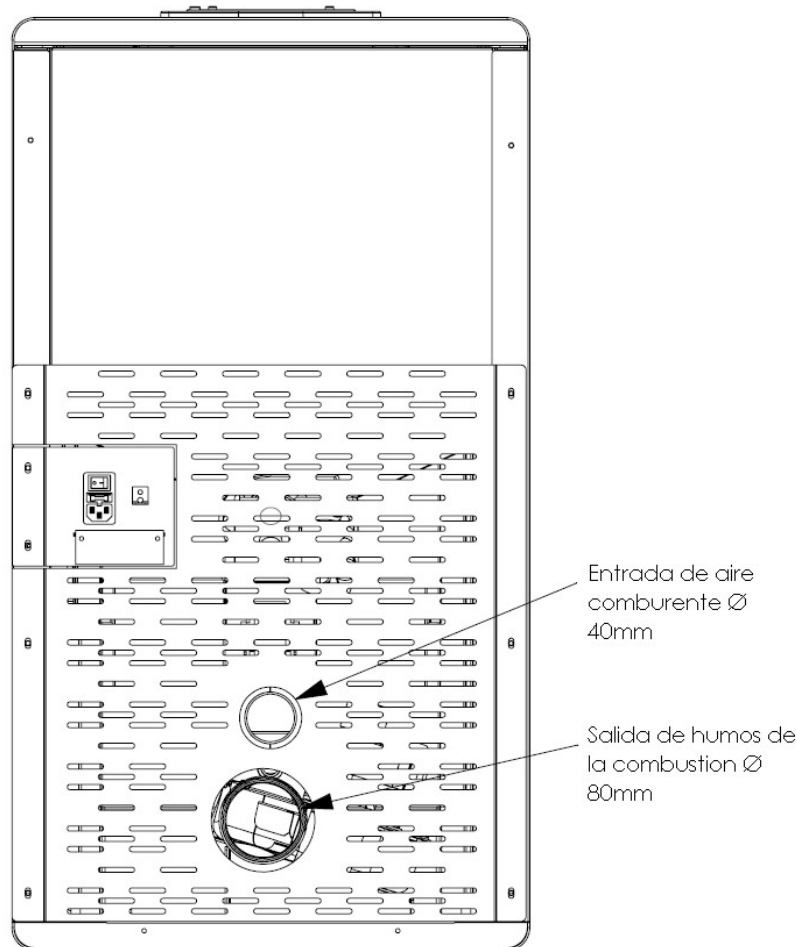 Entrada de aire
comburente Ø
40mm
Salida de humos de
la combustion Ø
80mm